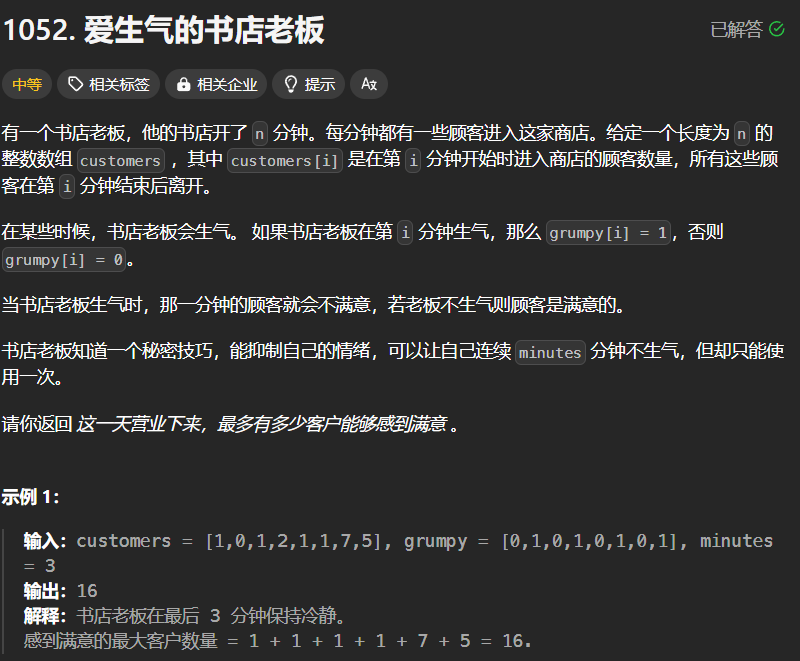 1052. 爱生气的书店老板
已解答
中等 相关标签 相关企业 提示
有一个书店老板，他的书店开了 n 分钟。每分钟都有一些顾客进入这家商店。给定一个长度为 n 的
整数数组 customers ，其中 customers[i] 是在第 i 分钟开始时进入商店的顾客数量，所有这些顾
客在第 i 分钟结束后离开。
在某些时候，书店老板会生气。 如果书店老板在第 i 分钟生气，那么 grumpy[i] = 1，否则
grumpy[i] = 0。
当书店老板生气时，那一分钟的顾客就会不满意，若老板不生气则顾客是满意的。
书店老板知道一个秘密技巧，能抑制自己的情绪，可以让自己连续 minutes 分钟不生气，但却只能使
用一次。
请你返回 这一天营业下来，最多有多少客户能够感到满意 。
示例 1：
输入：customers = [1,0,1,2,1,1,7,5], grumpy = [0,1,0,1,0,1,0,1], minutes
= 3
输出：16
解释：书店老板在最后 3 分钟保持冷静。
感到满意的最大客户数量 = 1 + 1 + 1 + 1 + 7 + 5 = 16.